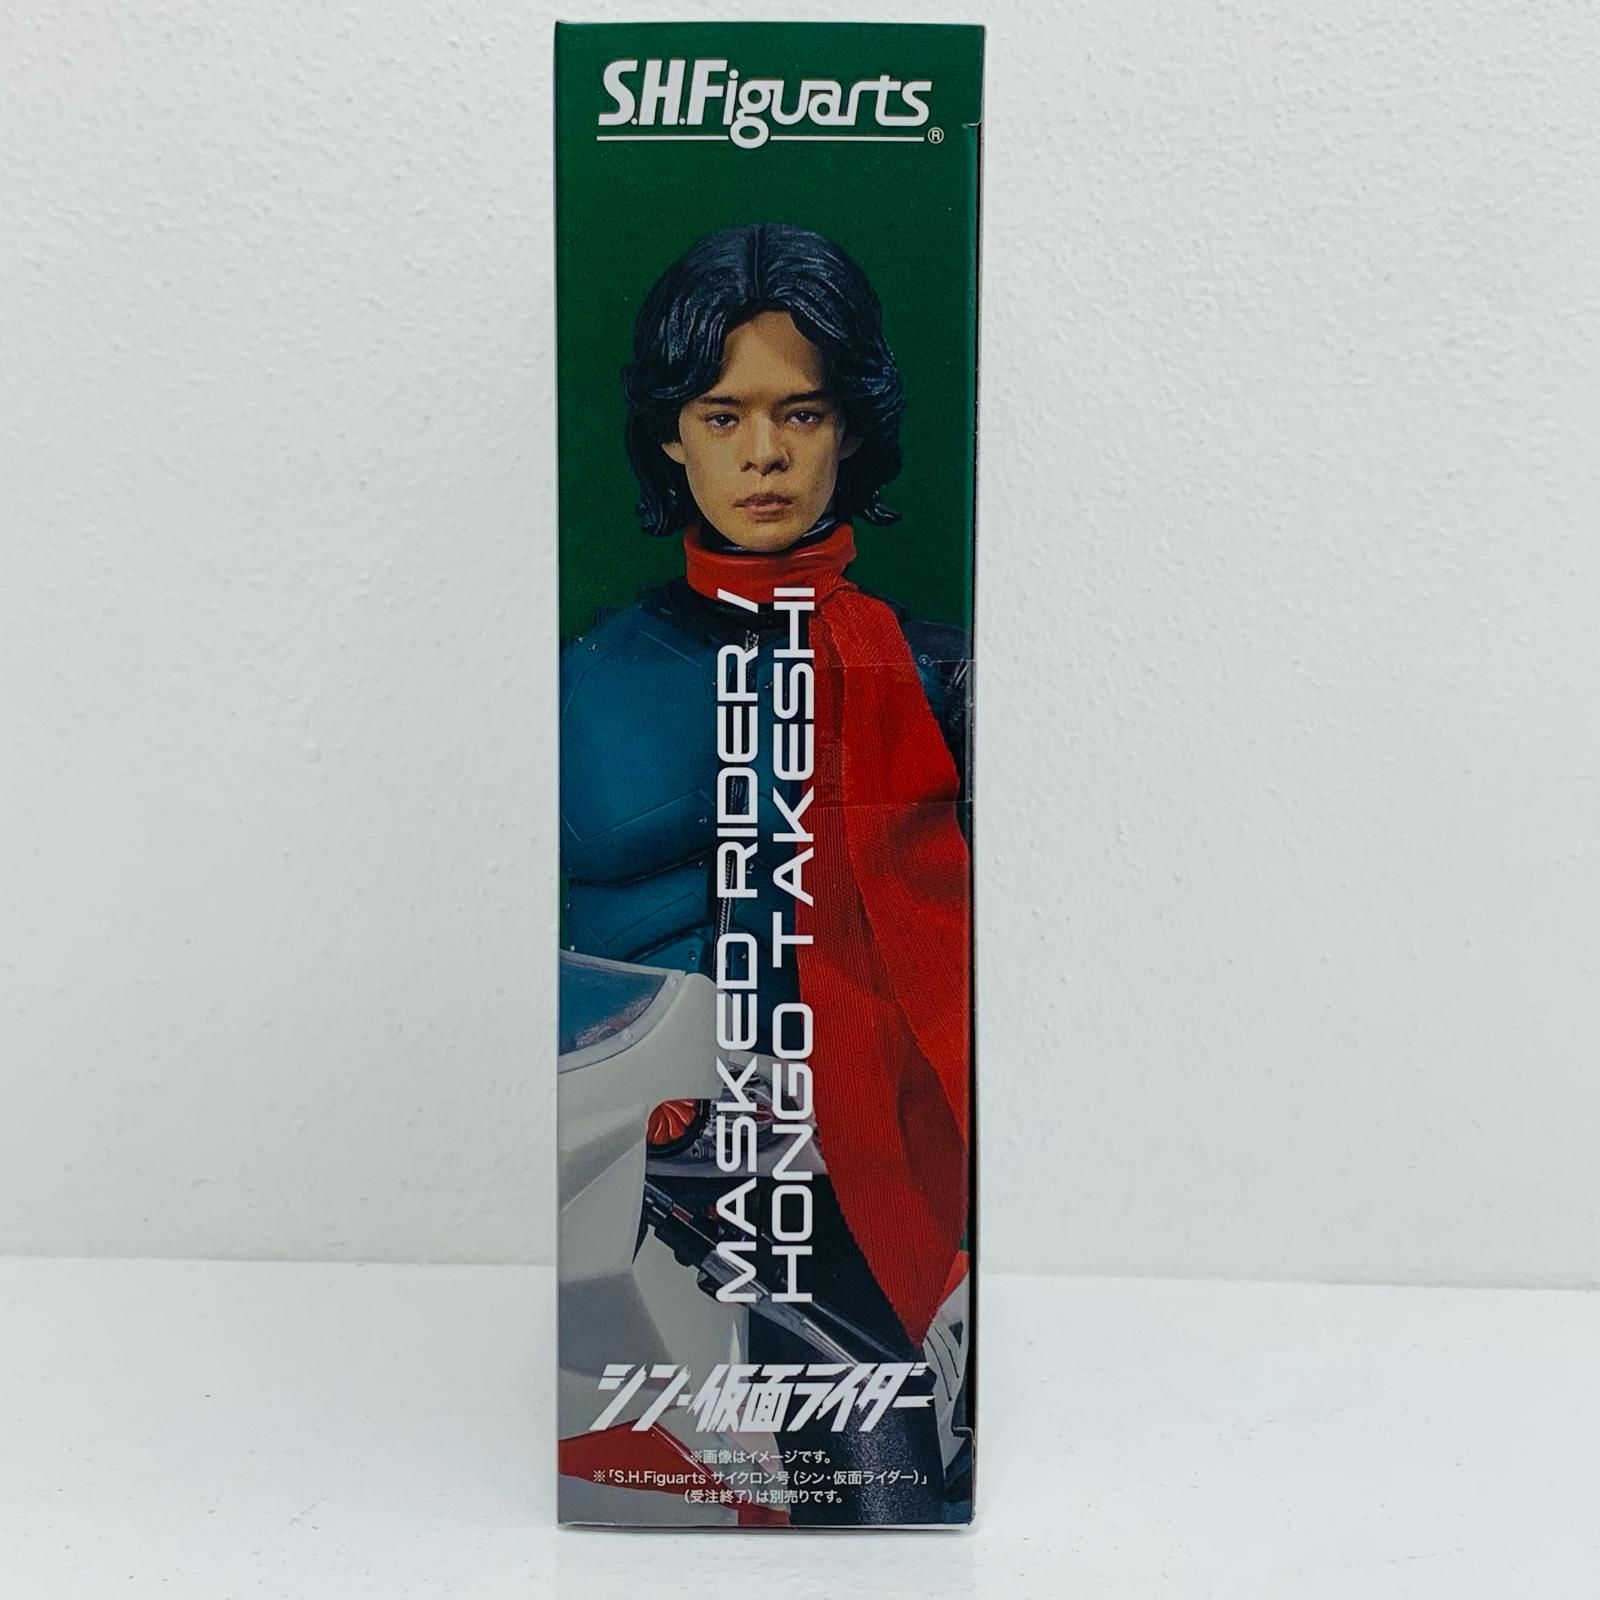 S.H.Figuarts®
MASKED RIDER/
HONGO TAKESHI
シン・仮面ライダー
※画像はイメージです。
※「S.H.Figuarts サイクロン号（シン・仮面ライダー）」
（受注終了）は別売りです。